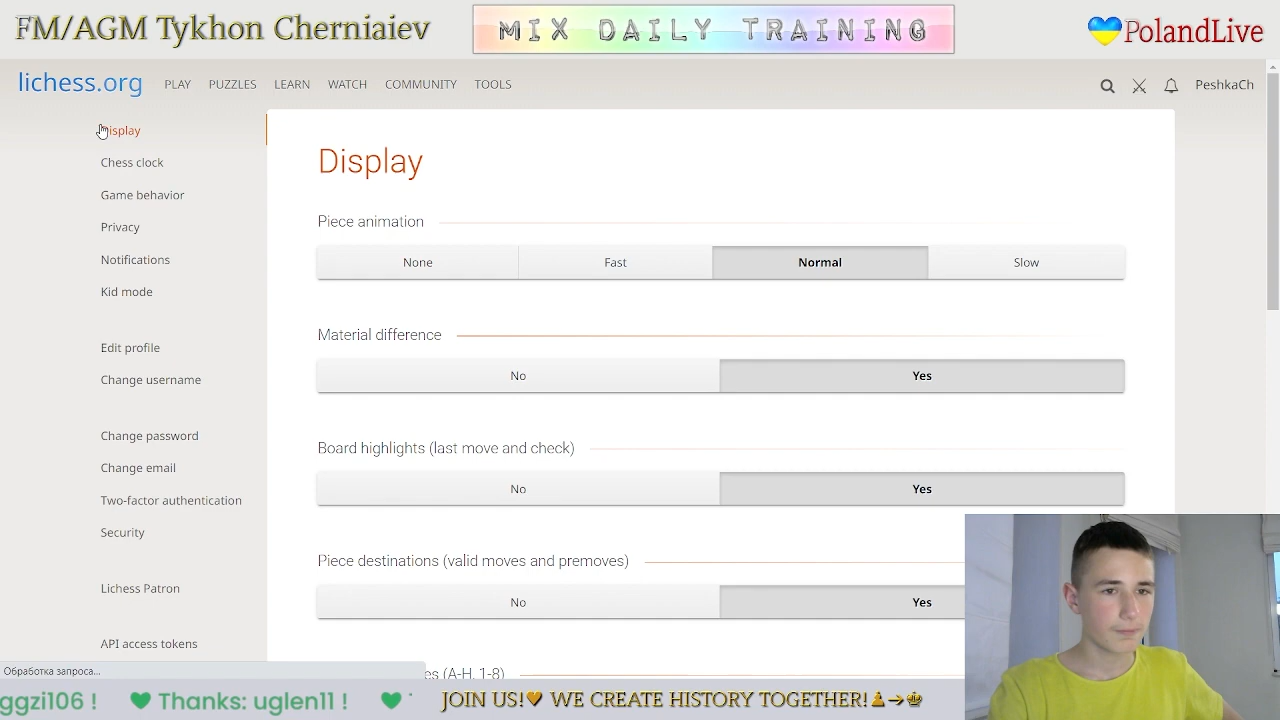 FM/AGM Tykhon Cherniaiev
MIX DAILY TRAINING
PolandLive
lichess.org
PLAY
PUZZLES
LEARN
WATCH
COMMUNITY
TOOLS
PeshkaCh
Display
Chess clock
Game behavior
Privacy
Notifications
Kid mode
Edit profile
Change username
Change password
Change email
Two-factor authentication
Security
Lichess Patron
API access tokens
Display
Piece animation
None
Fast
Normal
Slow
Material difference
No
Yes
Board highlights (last move and check)
No
Yes
Piece destinations (valid moves and premoves)
No
Yes
es (A-H, 1-8)
Обработка запроса...
ggzi106 !
Thanks: uglen11 !
JOIN US!🧡 WE CREATE HISTORY TOGETHER!♟→♚